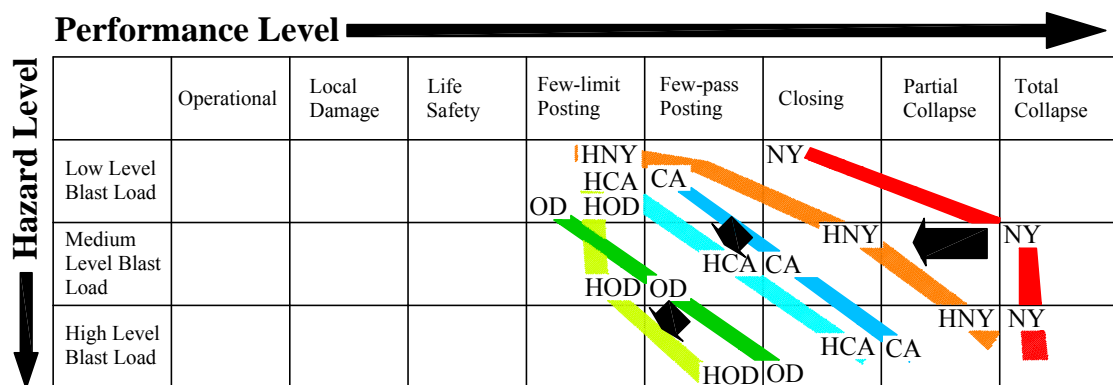 Performance Level
Hazard Level
Operational
Local
Damage
Life
Safety
Few-limit
Posting
Few-pass
Posting
Closing
Partial
Collapse
Total
Collapse
Low Level
Blast Load
HNY
NY
HCA
CA
OD
HOD
Medium
Level Blast
Load
HNY
NY
HCA
CA
HOD
OD
High Level
Blast Load
HNY
NY
HCA
CA
HOD
OD